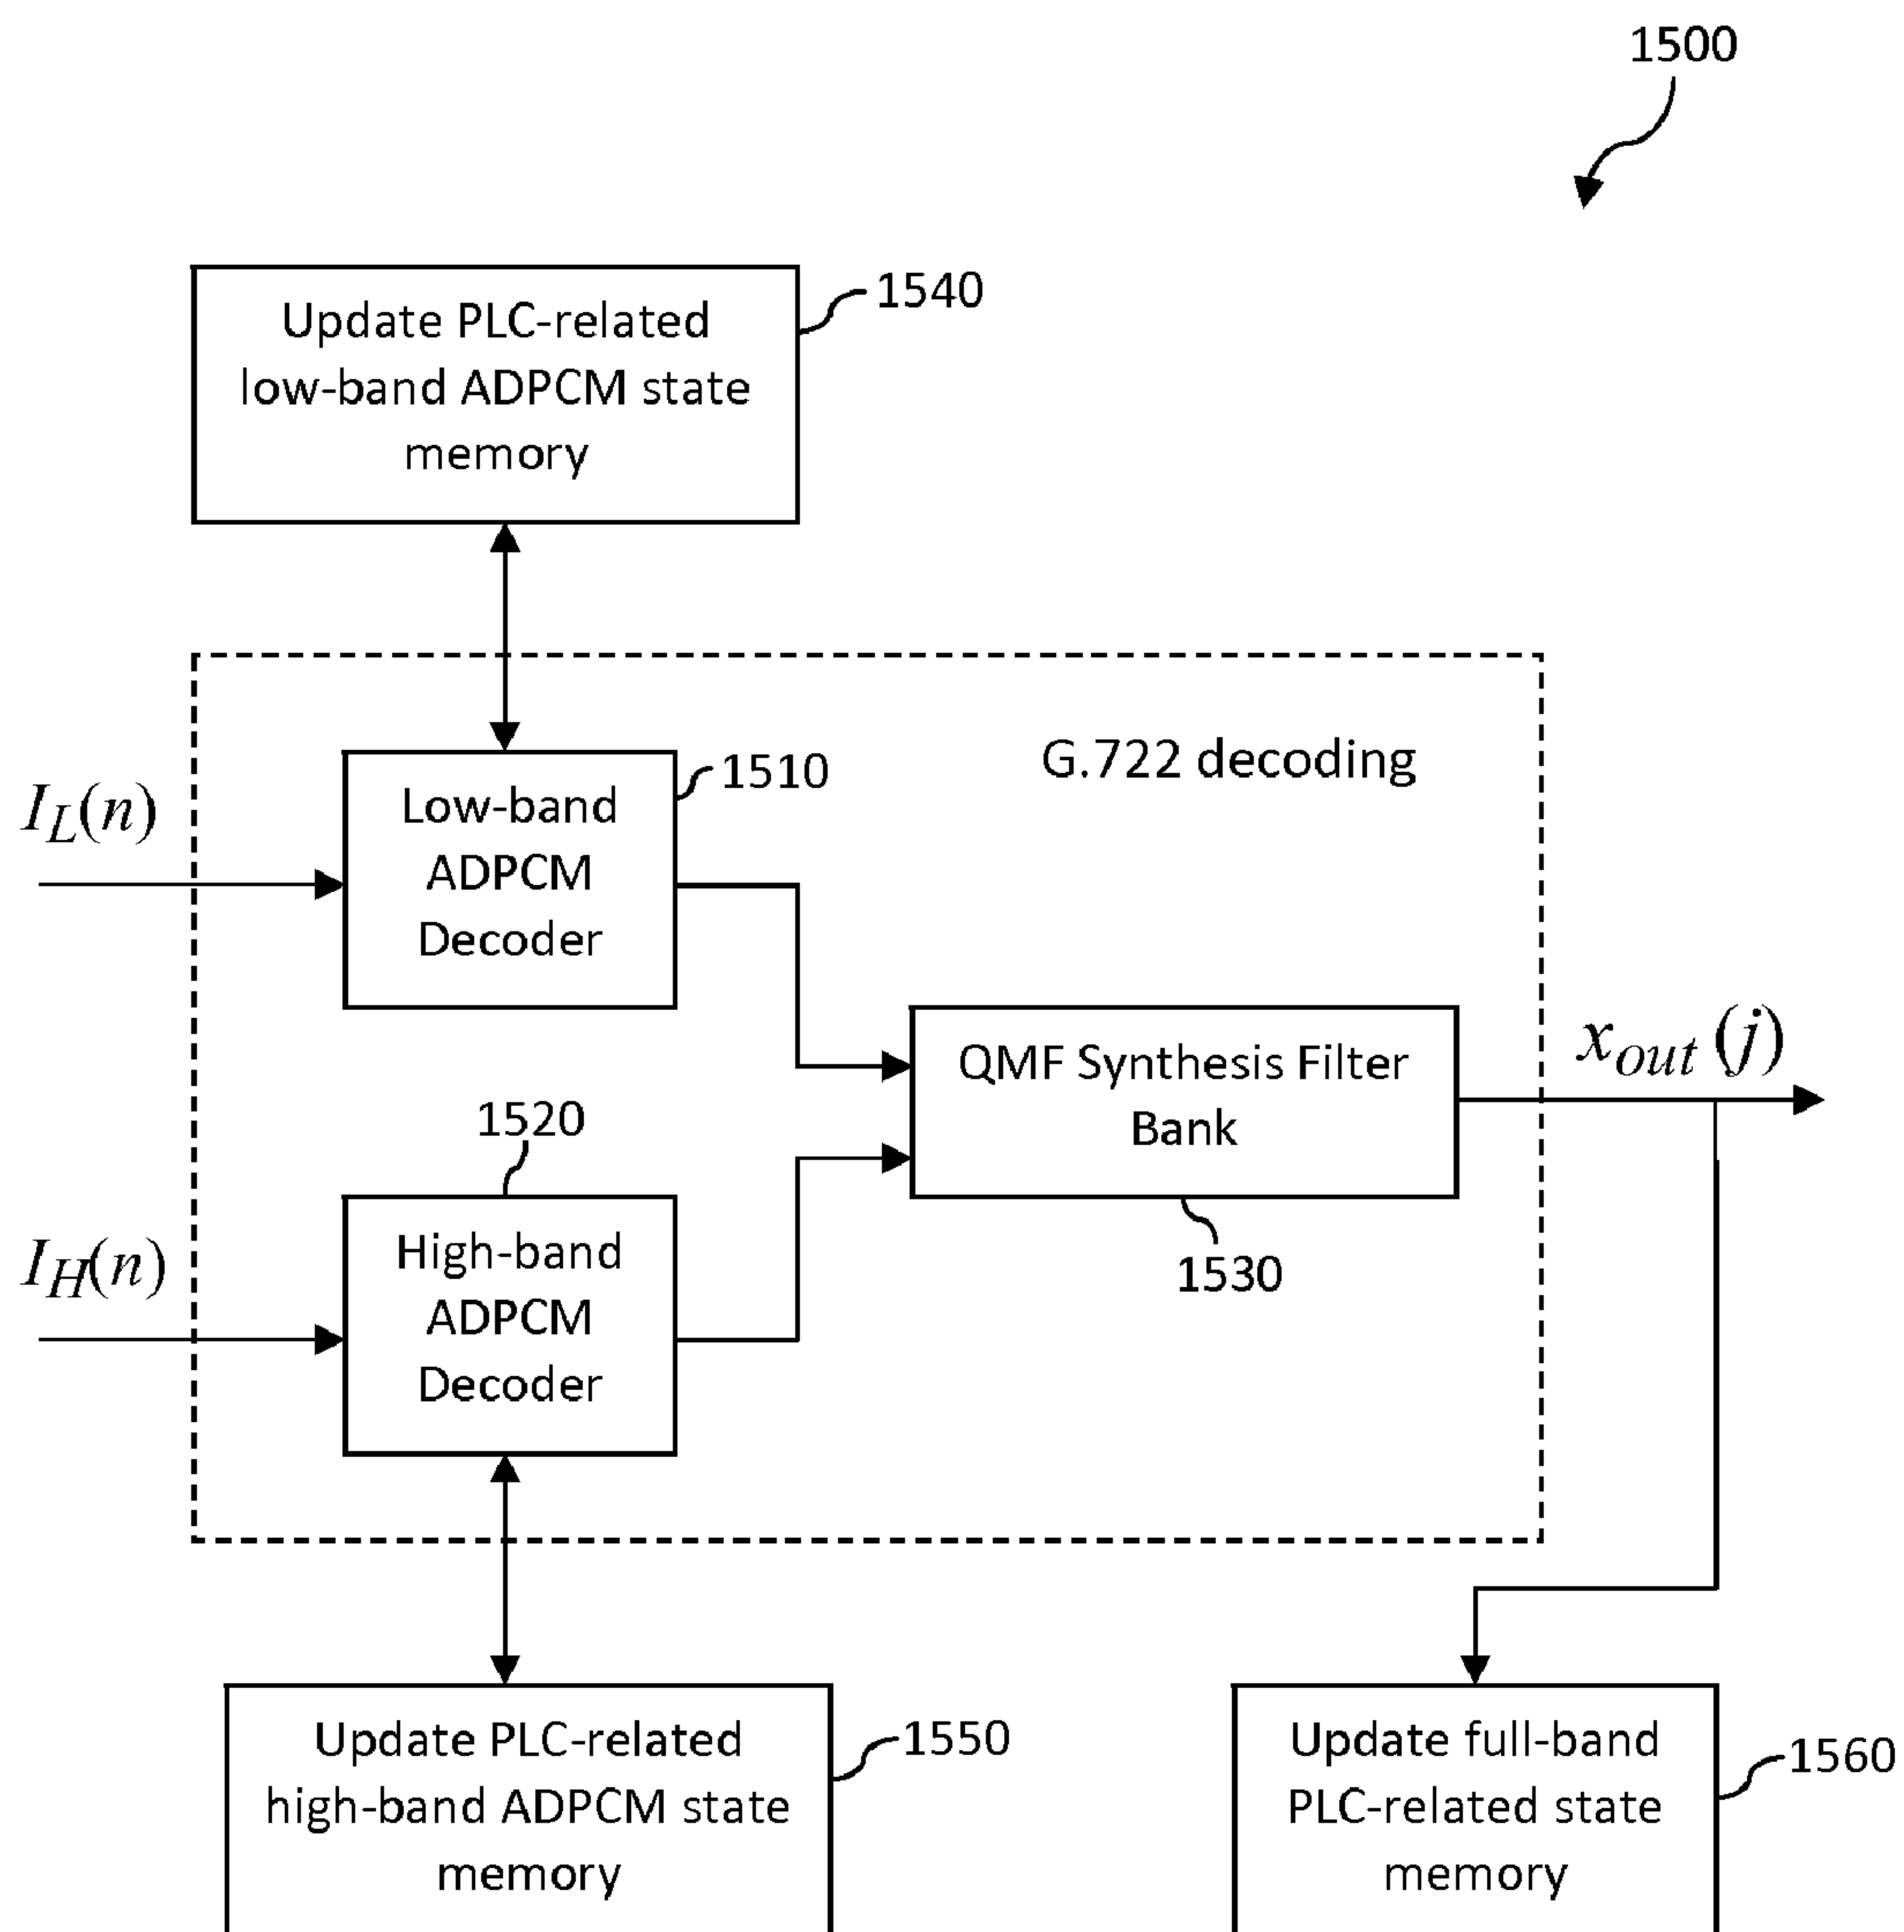 1500
Update PLC-related
low-band ADPCM state
memory
1540
G.722 decoding
I_L(n)
Low-band
ADPCM
Decoder
1510
QMF Synthesis Filter
Bank
1530
x_out (j)
I_H(n)
1520
High-band
ADPCM
Decoder
Update PLC-related
high-band ADPCM state
memory
1550
Update full-band
PLC-related state
memory
1560